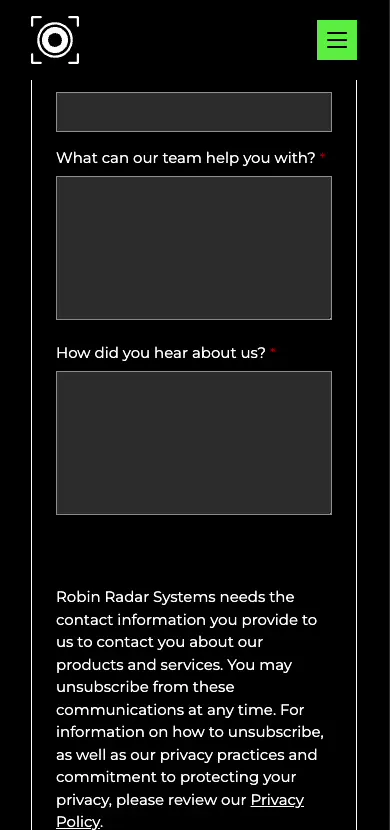 What can our team help you with? *
How did you hear about us? *
Robin Radar Systems needs the
contact information you provide to
us to contact you about our
products and services. You may
unsubscribe from these
communications at any time. For
information on how to unsubscribe,
as well as our privacy practices and
commitment to protecting your
privacy, please review our Privacy
Policy.